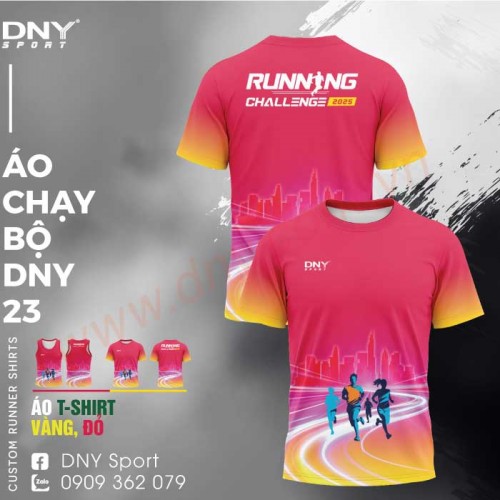 DNY
SPORT
ÁO
CHẠY
BỘ
DNY
23
CUSTOM RUNNER SHIRTS
RUNNING
CHALLENGE 2025
DNY
SPORT
ÁO T-SHIRT
VÀNG, ĐỎ
DNY Sport
Zalo 0909 362 079